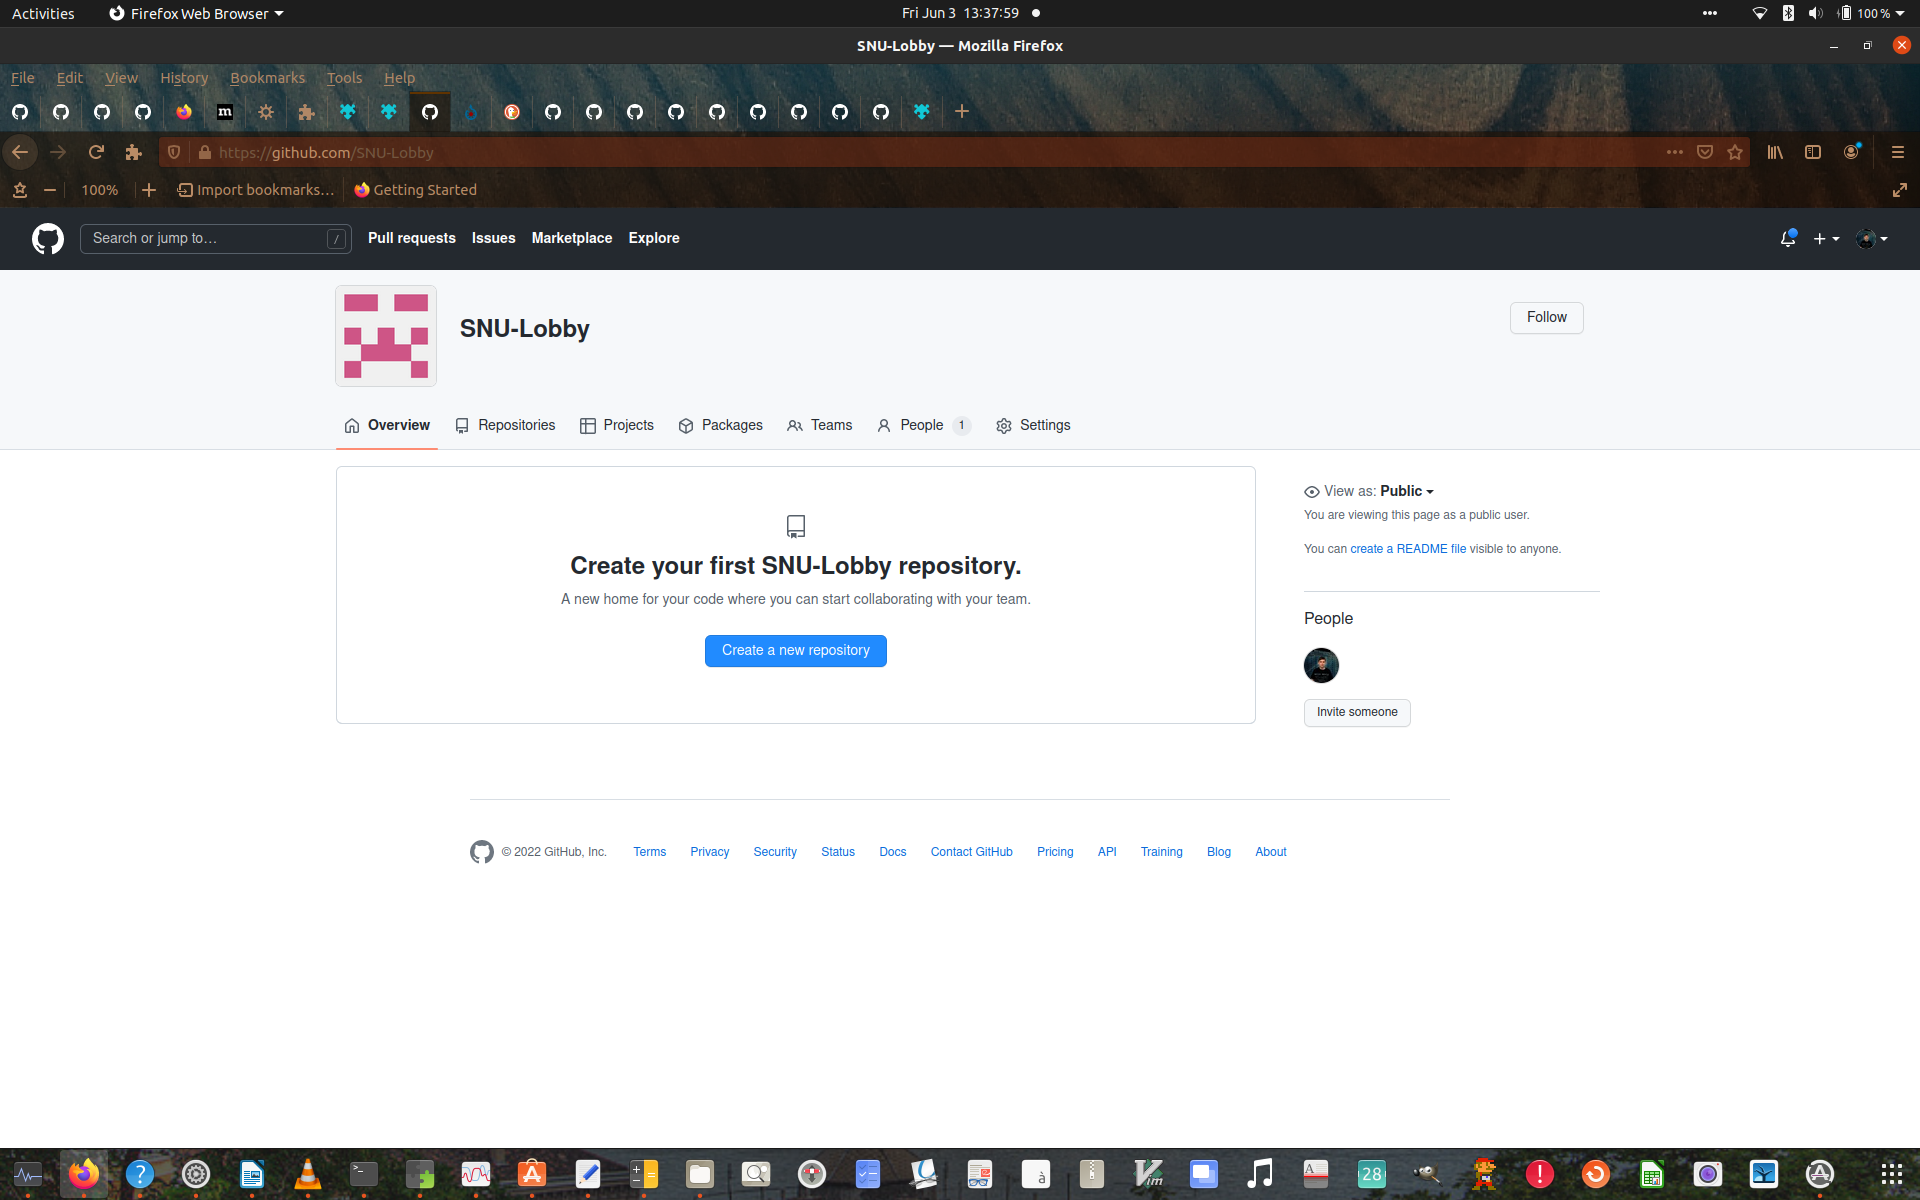 Activities Firefox Web Browser Fri Jun 3 13:37:59 100 %
SNU-Lobby — Mozilla Firefox
File Edit View History Bookmarks Tools Help
https://github.com/SNU-Lobby
100% Import bookmarks... Getting Started
Search or jump to... / Pull requests Issues Marketplace Explore
SNU-Lobby
Follow
Overview Repositories Projects Packages Teams People 1 Settings
View as: Public
You are viewing this page as a public user.
You can create a README file visible to anyone.
Create your first SNU-Lobby repository.
A new home for your code where you can start collaborating with your team.
Create a new repository
People
Invite someone
© 2022 GitHub, Inc. Terms Privacy Security Status Docs Contact GitHub Pricing API Training Blog About
28